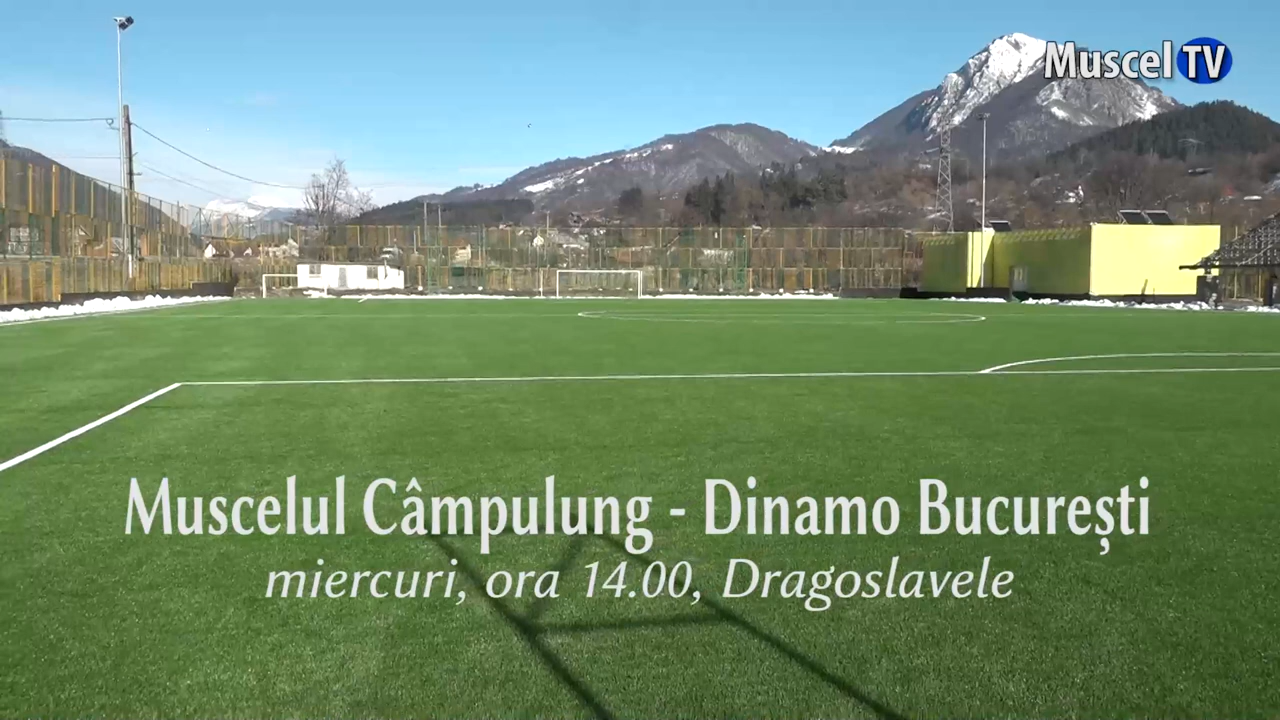 Muscel TV
Muscelul Câmpulung - Dinamo București
miercuri, ora 14.00, Dragoslavele